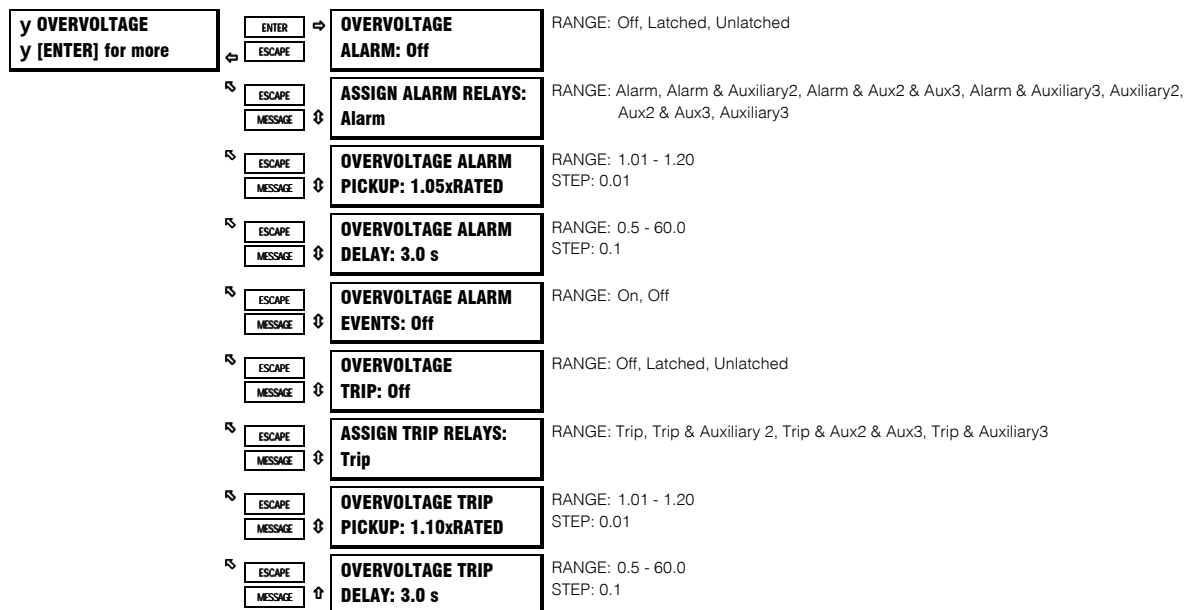 y OVERVOLTAGE
y [ENTER] for more
ENTER
ESCAPE
OVERVOLTAGE
ALARM: Off
RANGE: Off, Latched, Unlatched
ESCAPE
MESSAGE
ASSIGN ALARM RELAYS:
Alarm
RANGE: Alarm, Alarm & Auxiliary2, Alarm & Aux2 & Aux3, Alarm & Auxiliary3, Auxiliary2,
Aux2 & Aux3, Auxiliary3
ESCAPE
MESSAGE
OVERVOLTAGE ALARM
PICKUP: 1.05xRATED
RANGE: 1.01 - 1.20
STEP: 0.01
ESCAPE
MESSAGE
OVERVOLTAGE ALARM
DELAY: 3.0 s
RANGE: 0.5 - 60.0
STEP: 0.1
ESCAPE
MESSAGE
OVERVOLTAGE ALARM
EVENTS: Off
RANGE: On, Off
ESCAPE
MESSAGE
OVERVOLTAGE
TRIP: Off
RANGE: Off, Latched, Unlatched
ESCAPE
MESSAGE
ASSIGN TRIP RELAYS:
Trip
RANGE: Trip, Trip & Auxiliary 2, Trip & Aux2 & Aux3, Trip & Auxiliary3
ESCAPE
MESSAGE
OVERVOLTAGE TRIP
PICKUP: 1.10xRATED
RANGE: 1.01 - 1.20
STEP: 0.01
ESCAPE
MESSAGE
OVERVOLTAGE TRIP
DELAY: 3.0 s
RANGE: 0.5 - 60.0
STEP: 0.1